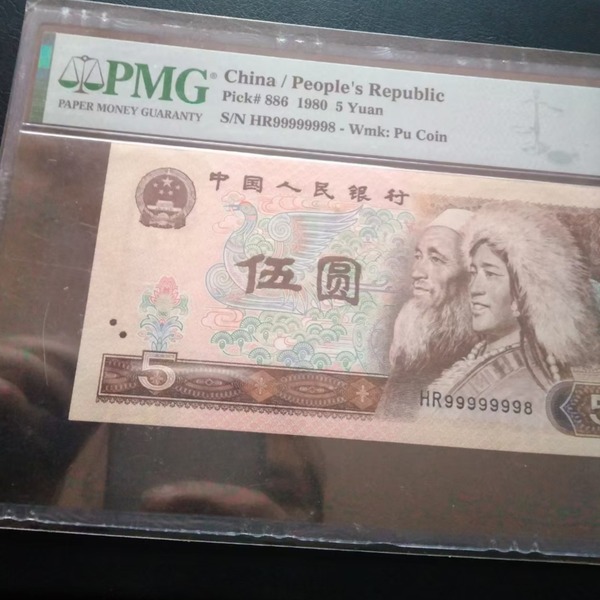 PMG
PAPER MONEY GUARANTY
China / People's Republic
Pick# 886 1980 5 Yuan
S/N HR99999998 - Wmk: Pu Coin
中国人民银行
伍圆
5
HR99999998
5